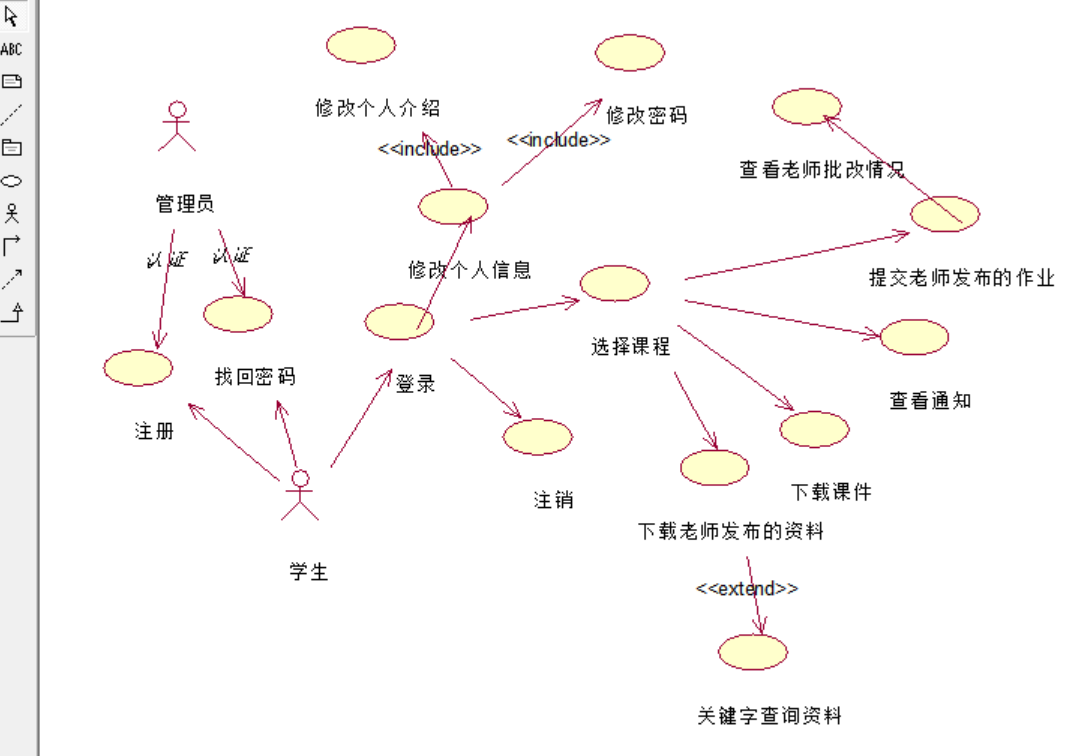 ABC
修改个人介绍
修改密码
<<include>>
<<include>>
查看老师批改情况
管理员
认证
认证
修改个人信息
提交老师发布的作业
选择课程
找回密码
登录
查看通知
注册
注销
下载课件
下载老师发布的资料
学生
<<extend>>
关键字查询资料